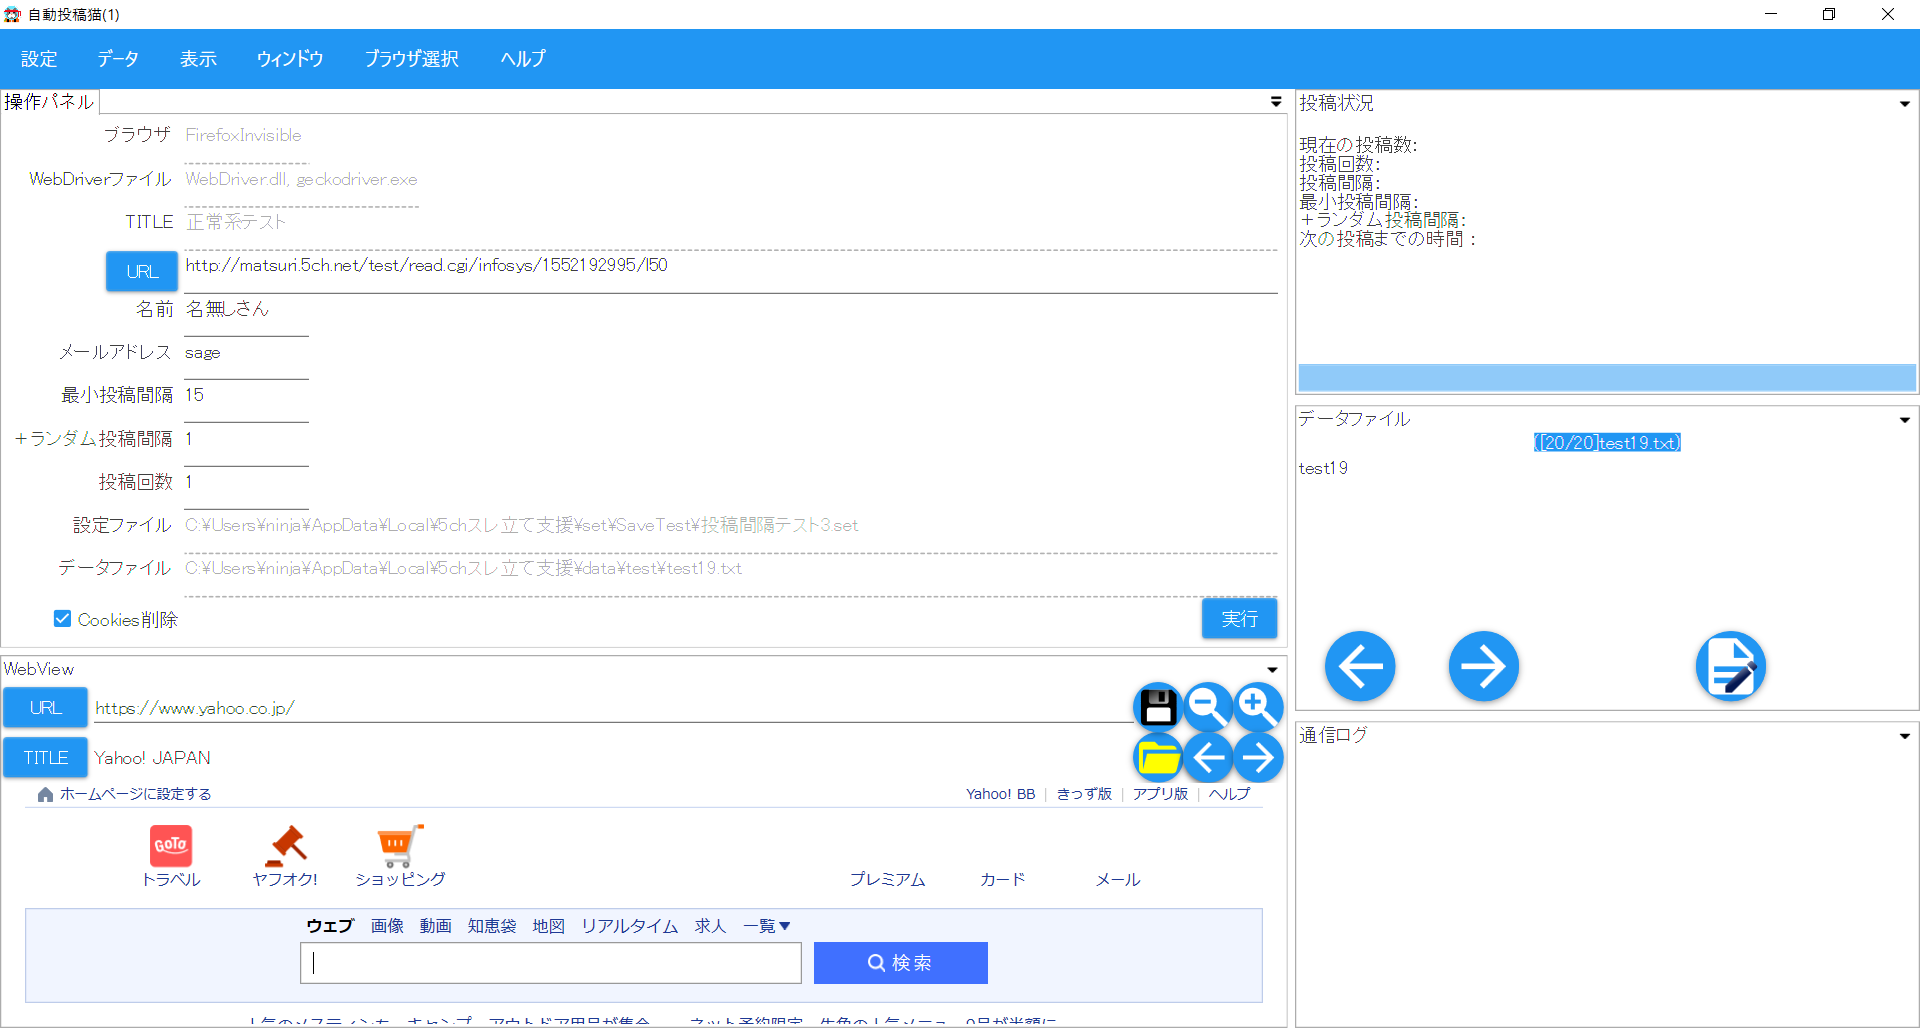 自動投稿猫(1)
設定 データ 表示 ウィンドウ ブラウザ選択 ヘルプ
操作パネル
ブラウザ FirefoxInvisible
WebDriverファイル WebDriver.dll, geckodriver.exe
TITLE 正常系テスト
URL http://matsuri.5ch.net/test/read.cgi/infosys/1552192995/l50
名前 名無しさん
メールアドレス sage
最小投稿間隔 15
+ランダム投稿間隔 1
投稿回数 1
設定ファイル C:¥Users¥ninja¥AppData¥Local¥5chスレ立て支援¥set¥SaveTest¥投稿間隔テスト3.set
データファイル C:¥Users¥ninja¥AppData¥Local¥5chスレ立て支援¥data¥test¥test19.txt
Cookies削除 実行
WebView
URL https://www.yahoo.co.jp/
TITLE Yahoo! JAPAN
ホームページに設定する Yahoo! BB | きっず版 | アプリ版 | ヘルプ
GoTo
トラベル ヤフオク! ショッピング プレミアム カード メール
ウェブ 画像 動画 知恵袋 地図 リアルタイム 求人 一覧▼
検索
投稿状況
現在の投稿数:
投稿回数:
投稿間隔:
最小投稿間隔:
+ランダム投稿間隔:
次の投稿までの時間:
データファイル
([20/20]test19.txt)
test19
通信ログ